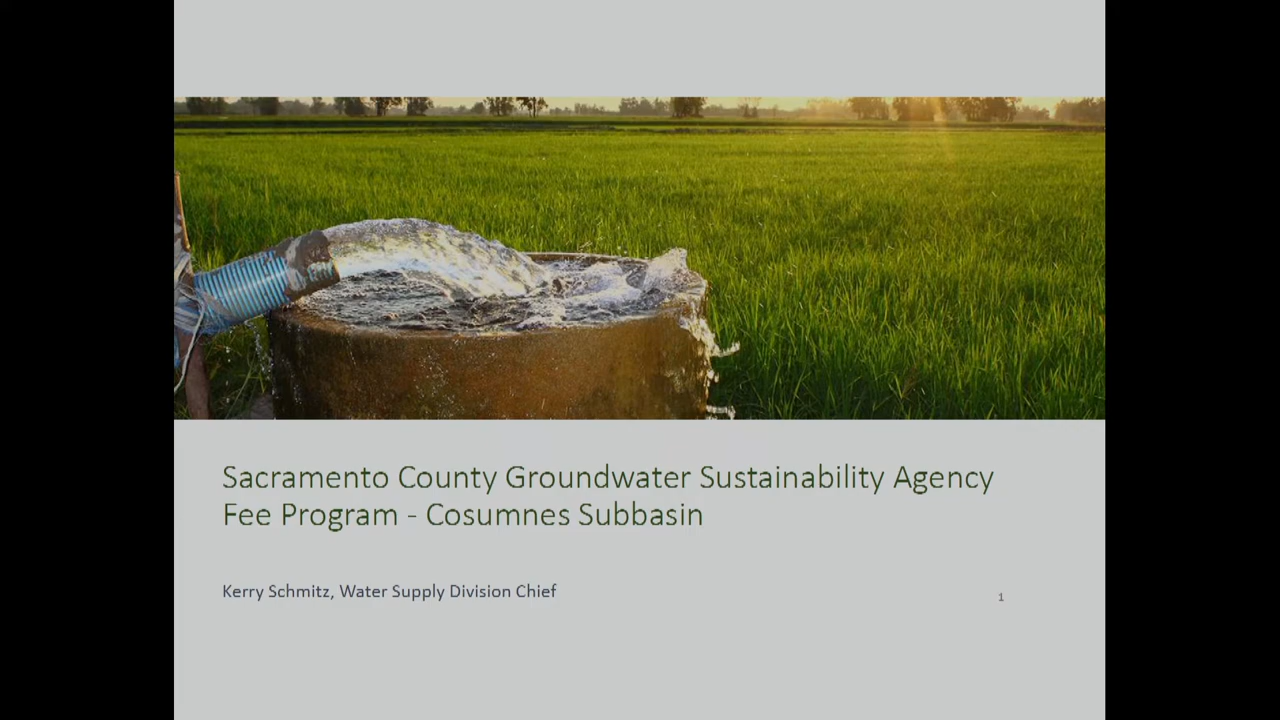 Sacramento County Groundwater Sustainability Agency
Fee Program - Cosumnes Subbasin
Kerry Schmitz, Water Supply Division Chief
1